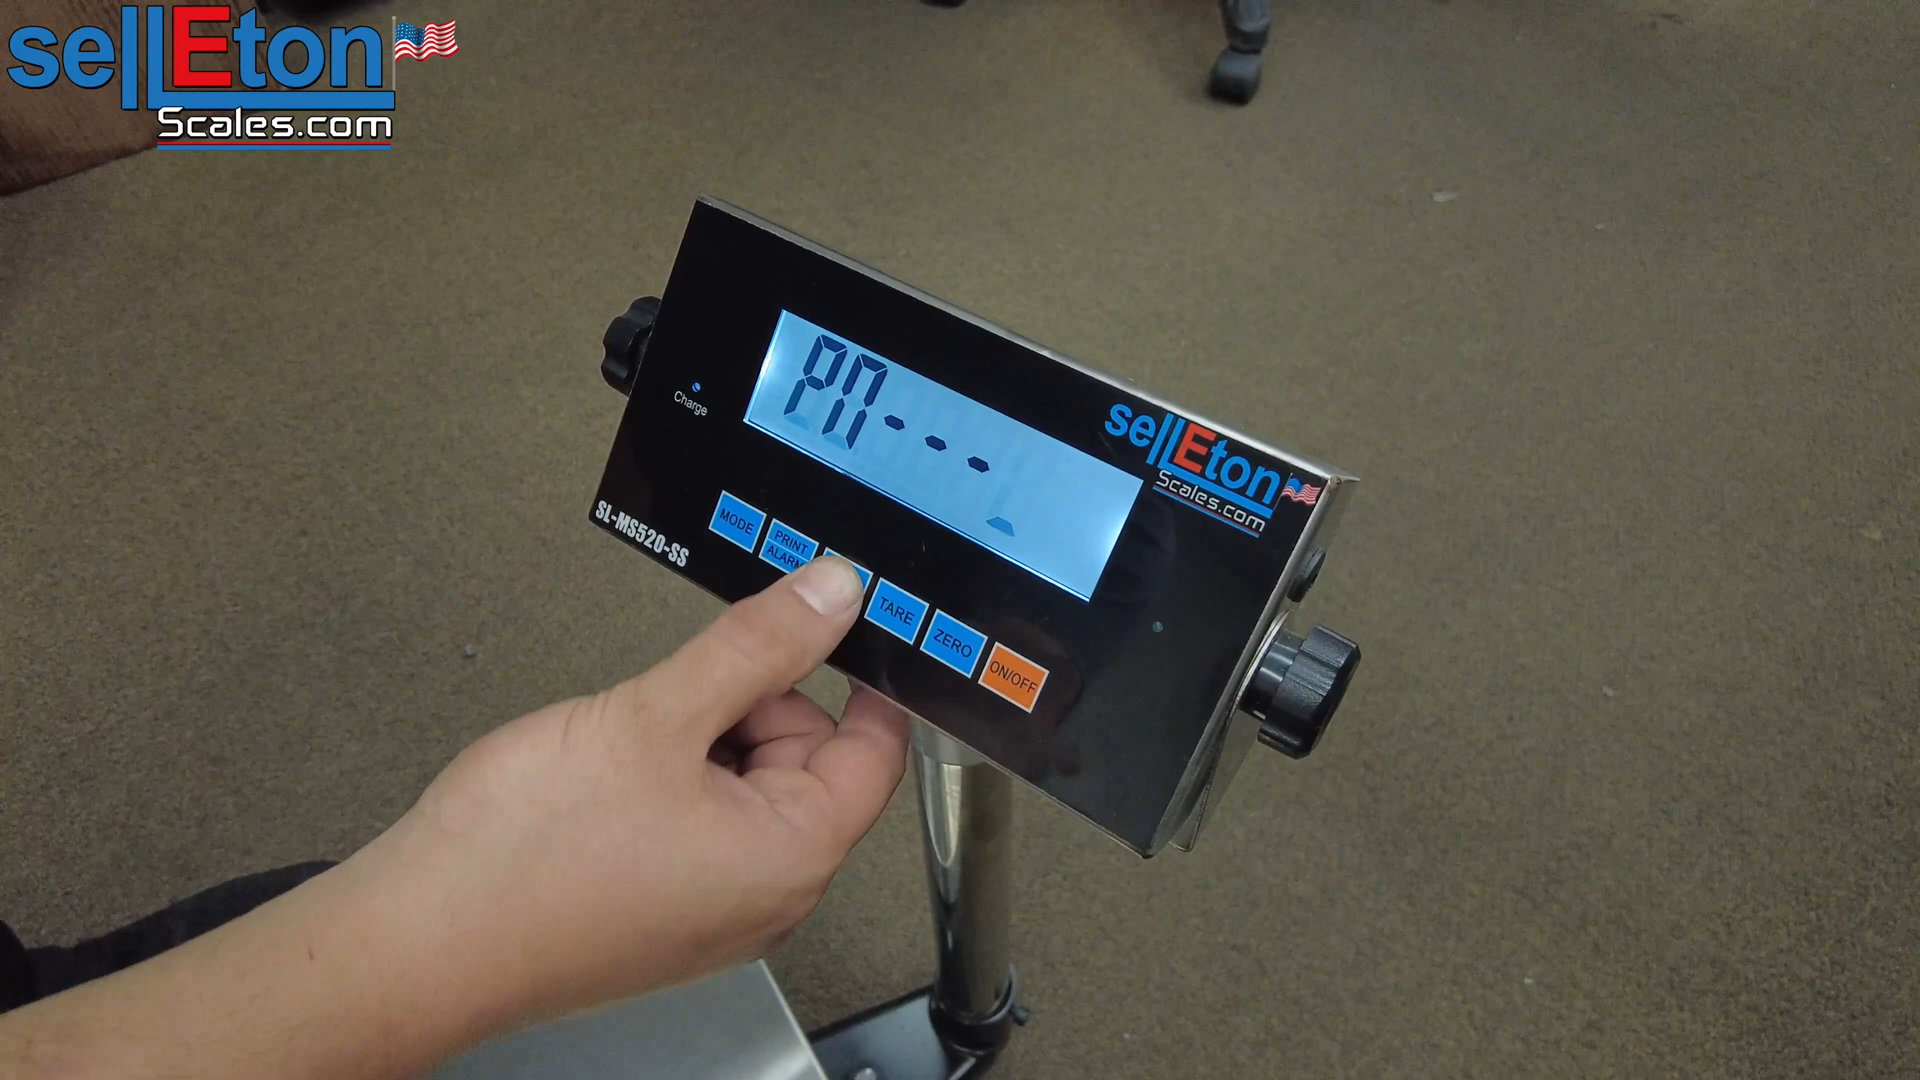 sellEton
Scales.com
Charge
sellEton
Scales.com
SL-MS520-SS
MODE
PRINT
ALARM
TARE
ZERO
ON/OFF